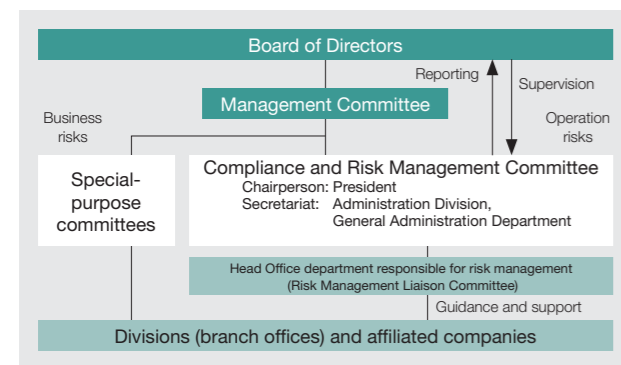 Board of Directors
Reporting
Supervision
Management Committee
Business
risks
Operation
risks
Special-
purpose
committees
Compliance and Risk Management Committee
Chairperson: President
Secretariat: Administration Division,
General Administration Department
Head Office department responsible for risk management
(Risk Management Liaison Committee)
Guidance and support
Divisions (branch offices) and affiliated companies